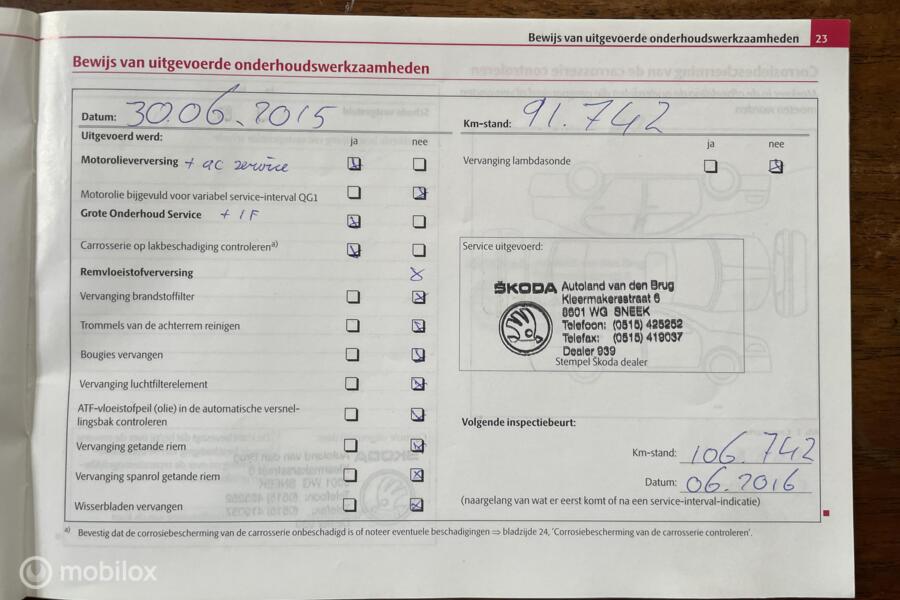 Bewijs van uitgevoerde onderhoudswerkzaamheden 23
Bewijs van uitgevoerde onderhoudswerkzaamheden
Datum: 30.06.2015
Km-stand: 91.742
Uitgevoerd werd:
ja nee
ja nee
Motorolieverversing + ac service
Vervanging lambdasonde
Motorolie bijgevuld voor variabel service-interval QG1
Grote Onderhoud Service + IF
Carrosserie op lakbeschadiging controleren a)
Remvloeistofverversing
Vervanging brandstoffilter
Trommels van de achterrem reinigen
Bougies vervangen
Vervanging luchtfilterelement
ATF-vloeistofpeil (olie) in de automatische versnel-
lingsbak controleren
Vervanging getande riem
Vervanging spanrol getande riem
Wisserbladen vervangen
Service uitgevoerd:
ŠKODA Autoland van den Brug
Kleermakersstraat 6
8601 WG SNEEK
Telefoon: (0515) 425252
Telefax: (0515) 419037
Dealer 939
Stempel Škoda dealer
Volgende inspectiebeurt:
Km-stand: 106.742
Datum: 06.2016
(naargelang van wat er eerst komt of na een service-interval-indicatie)
a) Bevestig dat de corrosiebescherming van de carrosserie onbeschadigd is of noteer eventuele beschadigingen ⇒ bladzijde 24, 'Corrosiebescherming van de carrosserie controleren'.
mobilox